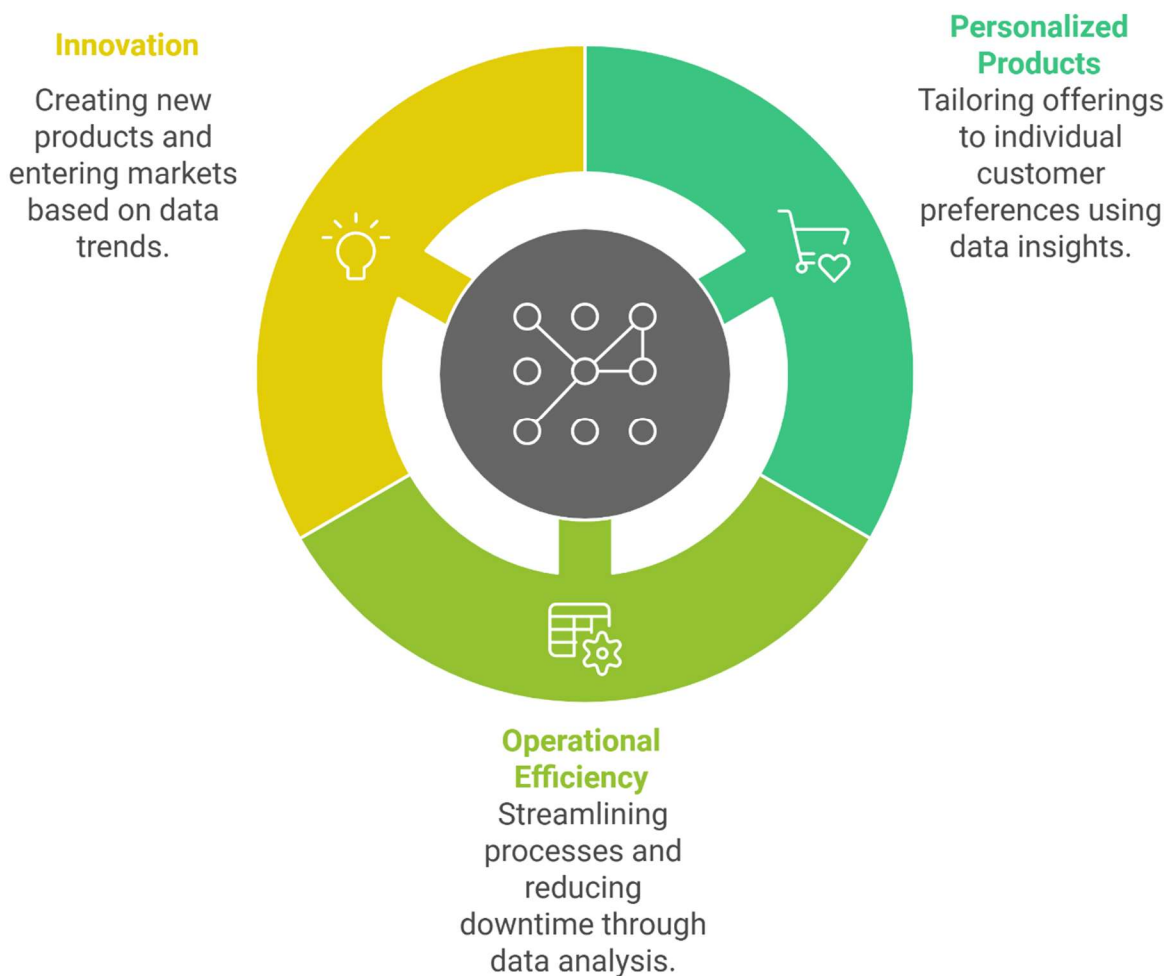 Innovation
Creating new
products and
entering markets
based on data
trends.
Personalized
Products
Tailoring offerings
to individual
customer
preferences using
data insights.
Operational
Efficiency
Streamlining
processes and
reducing
downtime through
data analysis.